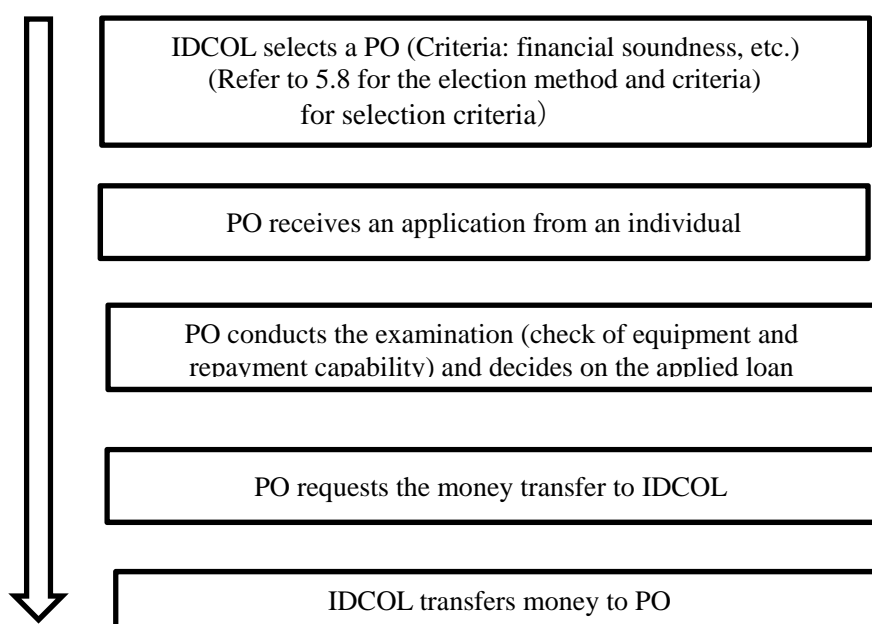 IDCOL selects a PO (Criteria: financial soundness, etc.)
(Refer to 5.8 for the election method and criteria)
for selection criteria）
PO receives an application from an individual
PO conducts the examination (check of equipment and
repayment capability) and decides on the applied loan
PO requests the money transfer to IDCOL
IDCOL transfers money to PO